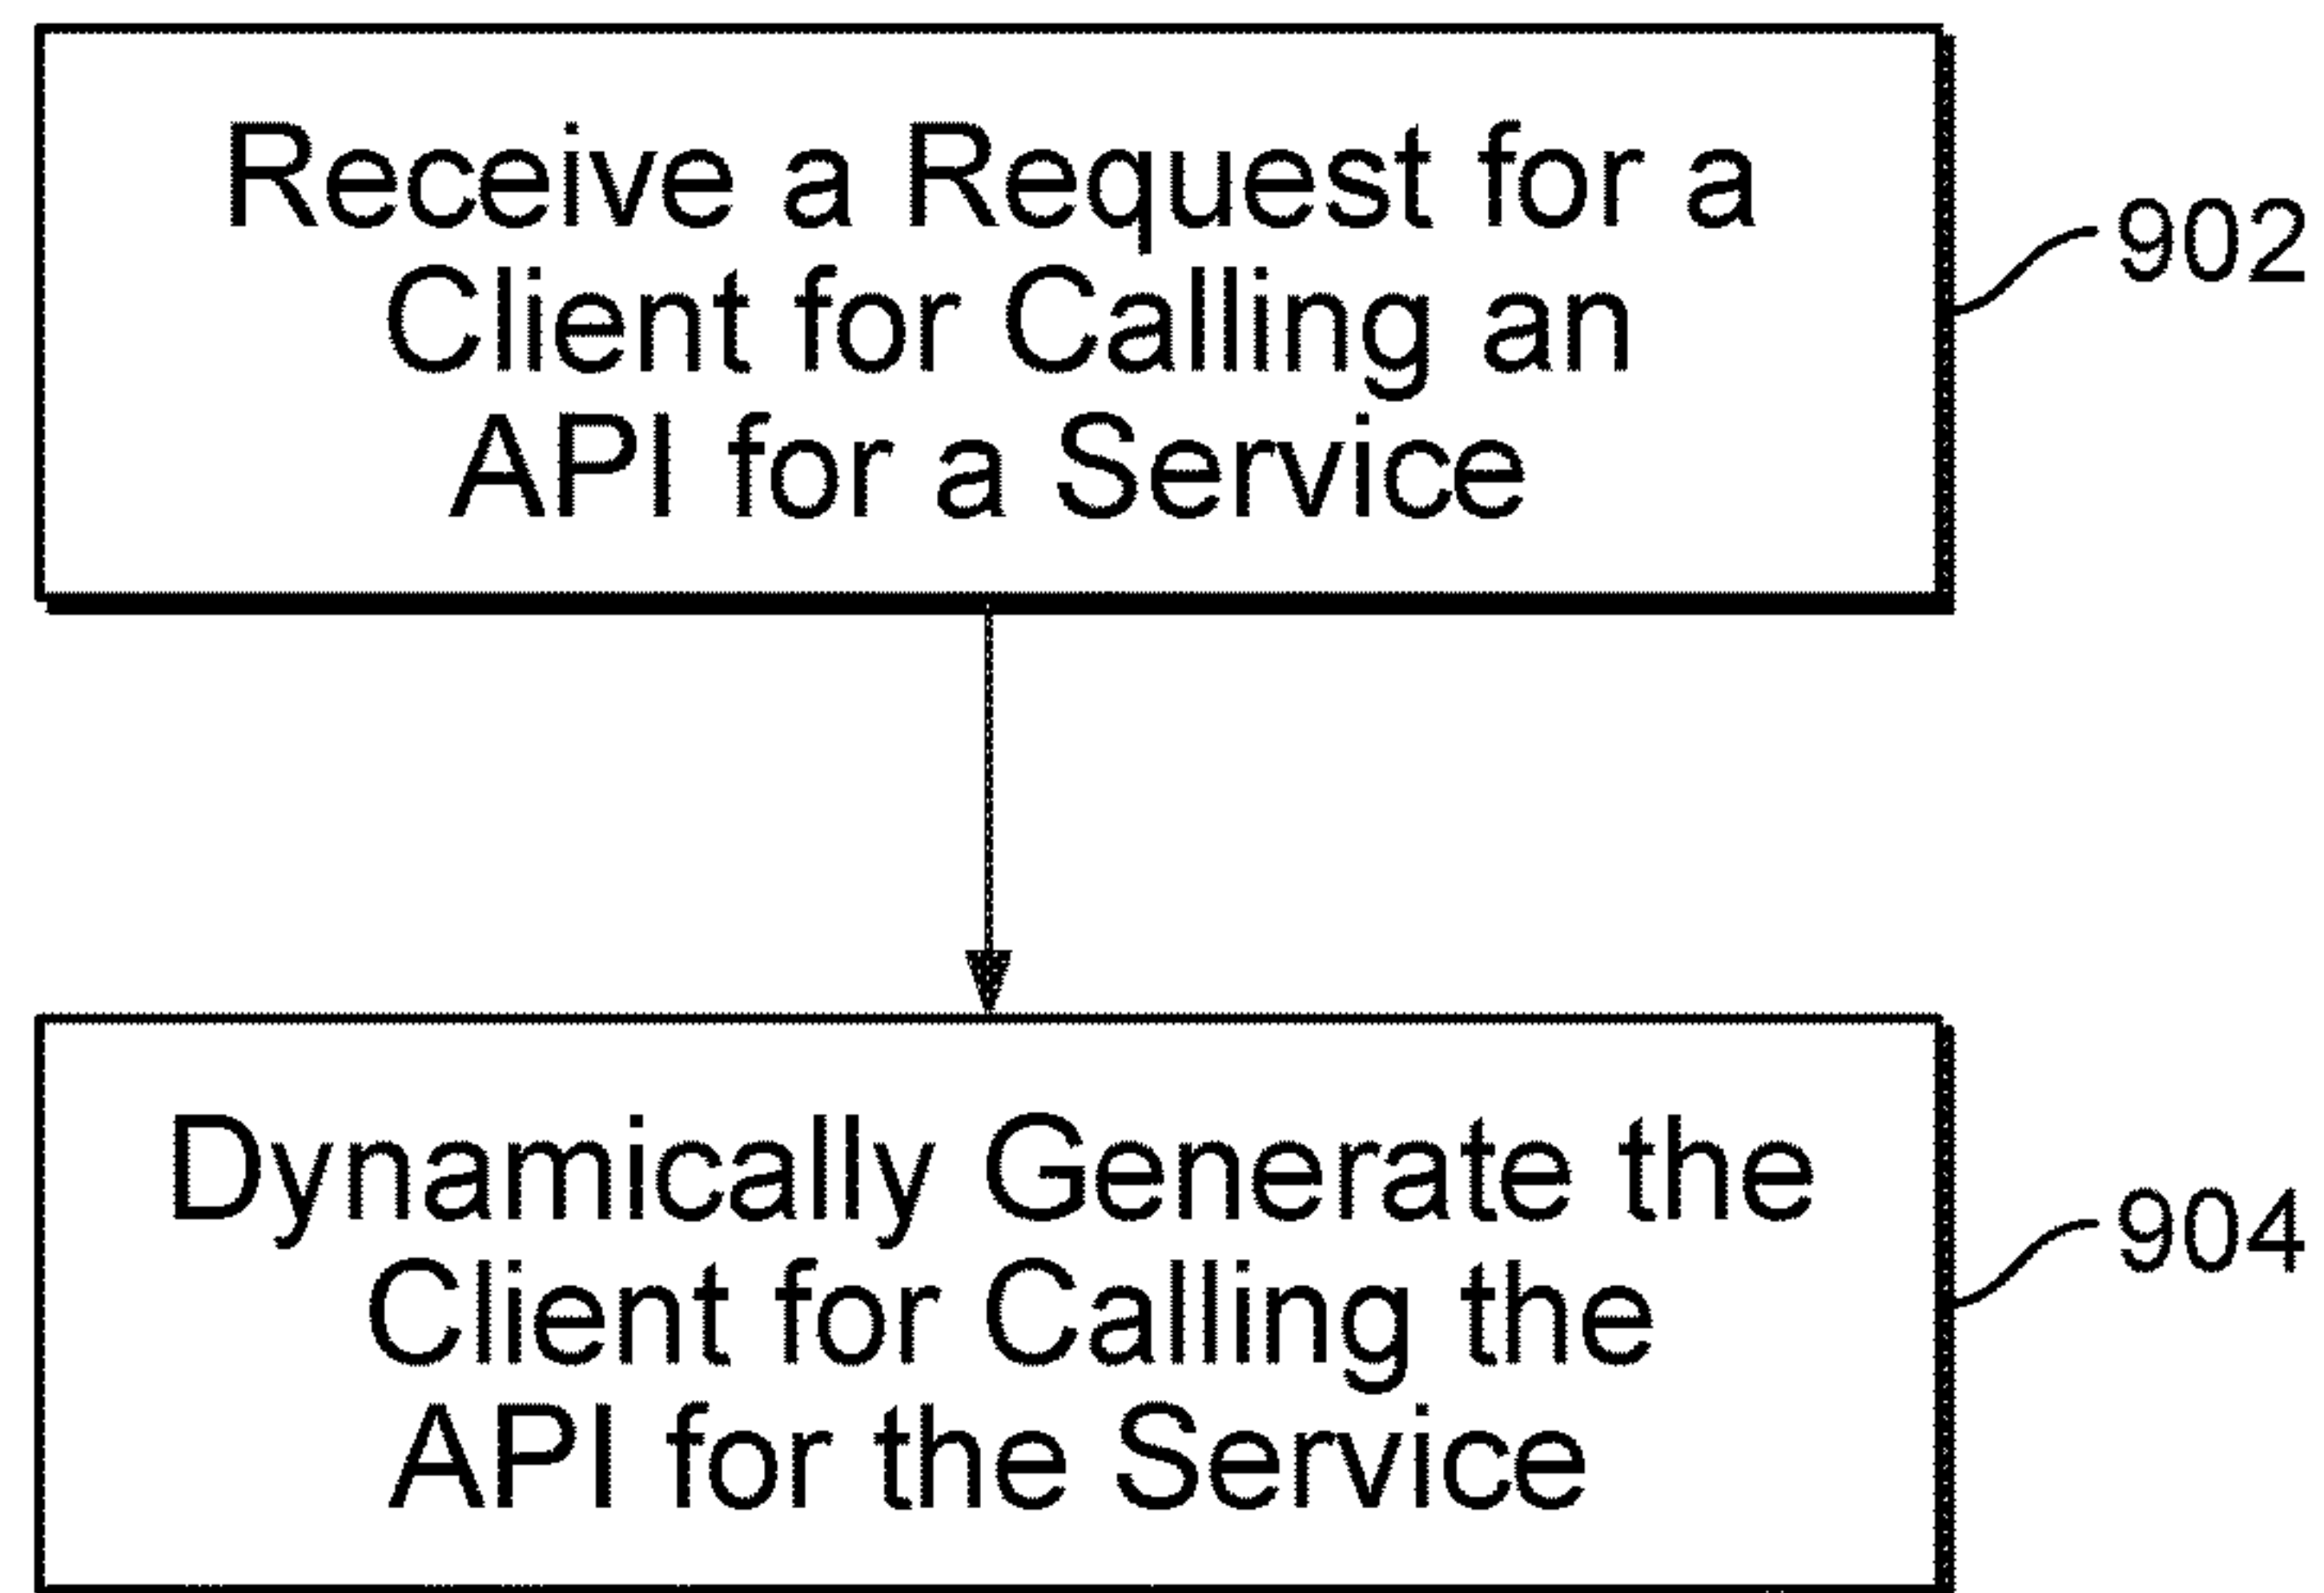 Receive a Request for a
Client for Calling an
API for a Service
902
Dynamically Generate the
Client for Calling the
API for the Service
904